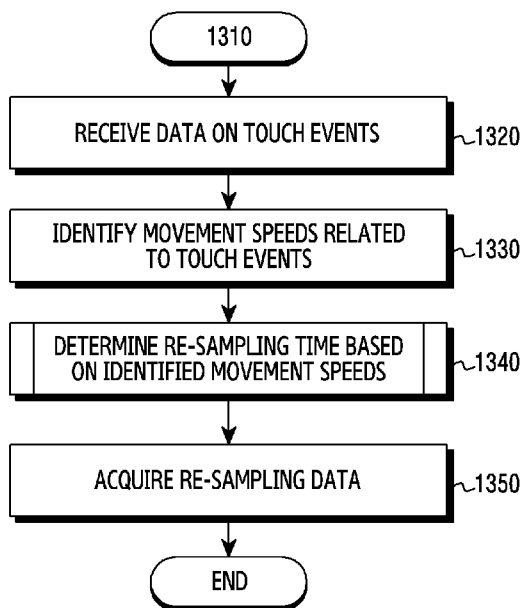 1310
RECEIVE DATA ON TOUCH EVENTS
1320
IDENTIFY MOVEMENT SPEEDS RELATED
TO TOUCH EVENTS
1330
DETERMINE RE-SAMPLING TIME BASED
ON IDENTIFIED MOVEMENT SPEEDS
1340
ACQUIRE RE-SAMPLING DATA
1350
END